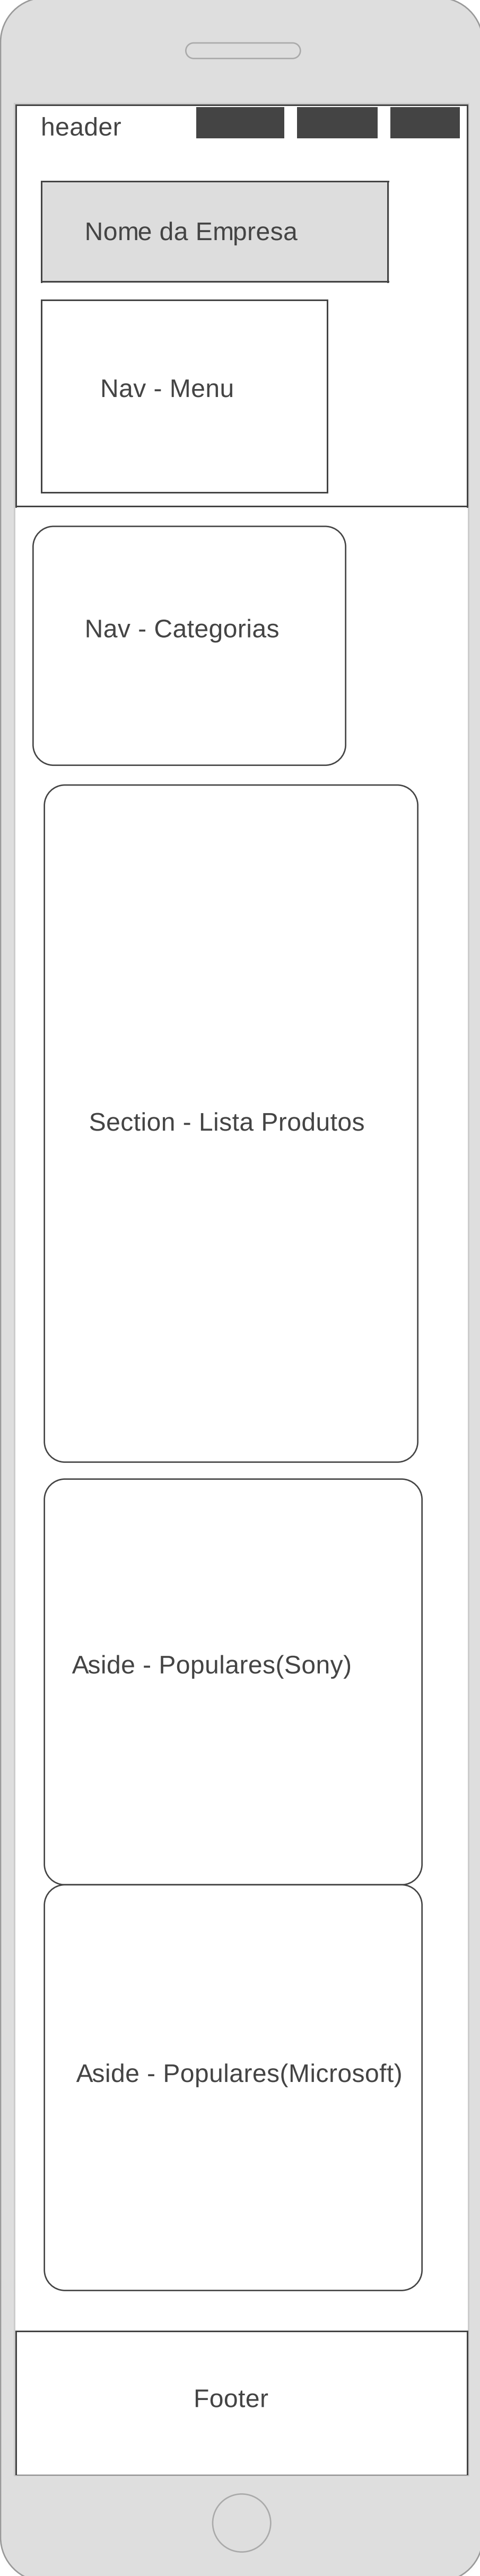 header
Nome da Empresa
Nav - Menu
Nav - Categorias
Section - Lista Produtos
Aside - Populares(Sony)
Aside - Populares(Microsoft)
Footer